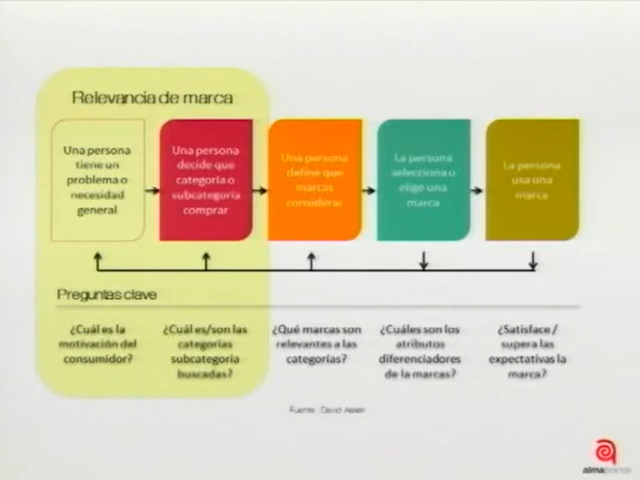 Relevancia de marca
Una persona
tiene un
problema o
necesidad
general
Una persona
decide que
categoría o
subcategoría
comprar
Una persona
define que
marcas
considerar
La persona
selecciona o
elige una
marca
La persona
usa una
marca
Preguntas clave
¿Cuál es la
motivación del
consumidor?
¿Cuál es/son las
categorías
subcategoría
buscadas?
¿Qué marcas son
relevantes a las
categorías?
¿Cuáles son los
atributos
diferenciadores
de la marcas?
¿Satisface /
supera las
expectativas la
marca?
Fuente: David Aaker
almabrands